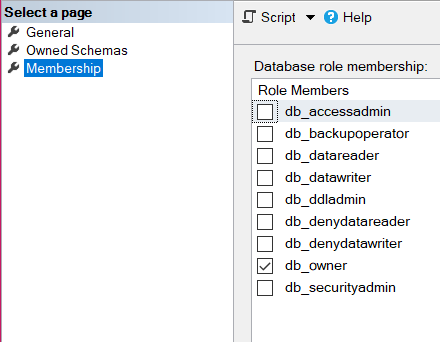 Select a page
General
Owned Schemas
Membership
Script
Help
Database role membership:
Role Members
db_accessadmin
db_backupoperator
db_datareader
db_datawriter
db_ddladmin
db_denydatareader
db_denydatawriter
db_owner
db_securityadmin